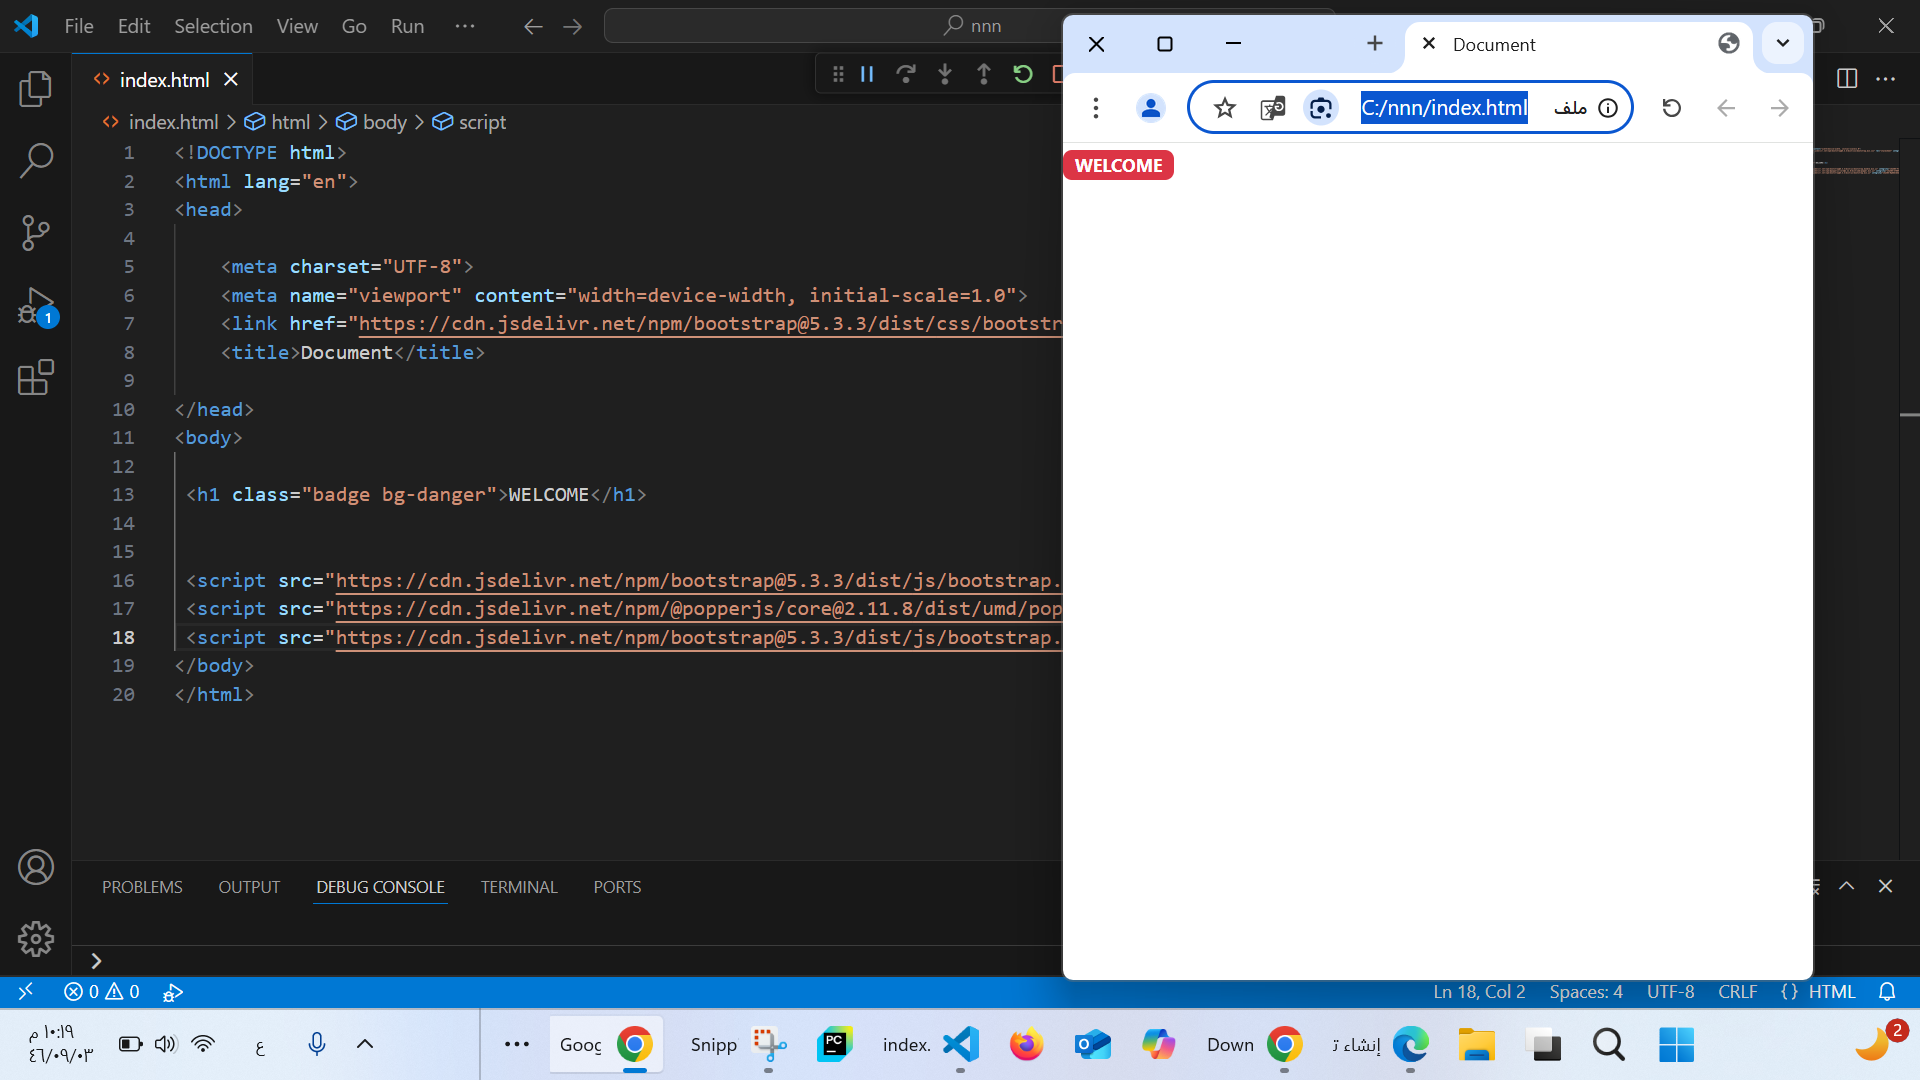 File Edit Selection View Go Run ··· nnn
index.html
index.html > html > body > script
1 <!DOCTYPE html>
2 <html lang="en">
3 <head>
4
5 <meta charset="UTF-8">
6 <meta name="viewport" content="width=device-width, initial-scale=1.0">
7 <link href="https://cdn.jsdelivr.net/npm/bootstrap@5.3.3/dist/css/bootstr
8 <title>Document</title>
9
10 </head>
11 <body>
12
13 <h1 class="badge bg-danger">WELCOME</h1>
14
15
16 <script src="https://cdn.jsdelivr.net/npm/bootstrap@5.3.3/dist/js/bootstrap.
17 <script src="https://cdn.jsdelivr.net/npm/@popperjs/core@2.11.8/dist/umd/pop
18 <script src="https://cdn.jsdelivr.net/npm/bootstrap@5.3.3/dist/js/bootstrap.
19 </body>
20 </html>
PROBLEMS OUTPUT DEBUG CONSOLE TERMINAL PORTS
Document
C:/nnn/index.html ملف
WELCOME
1
0 0 Ln 18, Col 2 Spaces: 4 UTF-8 CRLF {} HTML
١٠:١٩ م
٤٦/٠٩/٠٣
ع
Goog Snipp PC index. Down إنشاء ت 2